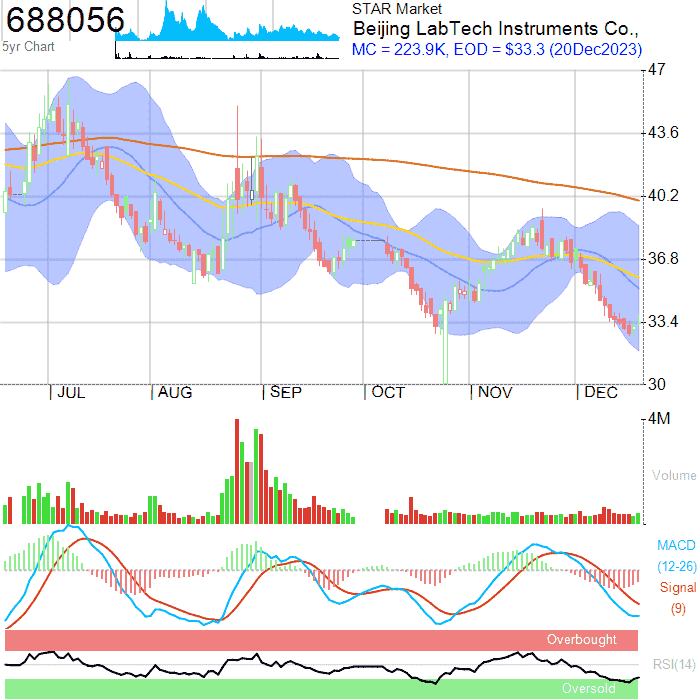 688056
5yr Chart
STAR Market
Beijing LabTech Instruments Co.,
MC = 223.9K, EOD = $33.3 (20Dec2023)
47
43.6
40.2
36.8
33.4
30
JUL AUG SEP OCT NOV DEC
4M
Volume
MACD
(12-26)
Signal
(9)
Overbought
RSI(14)
Oversold